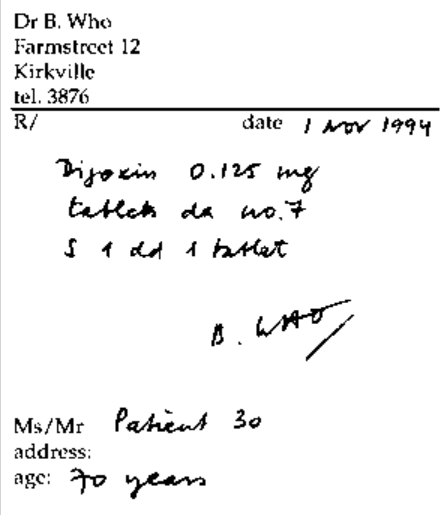 Dr B. Who
Farmstreet 12
Kirkville
tel. 3876
R/ date 1 Nov 1994
Digoxin 0.125 mg
tablets da no. 7
S 1 dd 1 tablet
B. WHO
Ms/Mr Patient 30
address:
age: 70 years